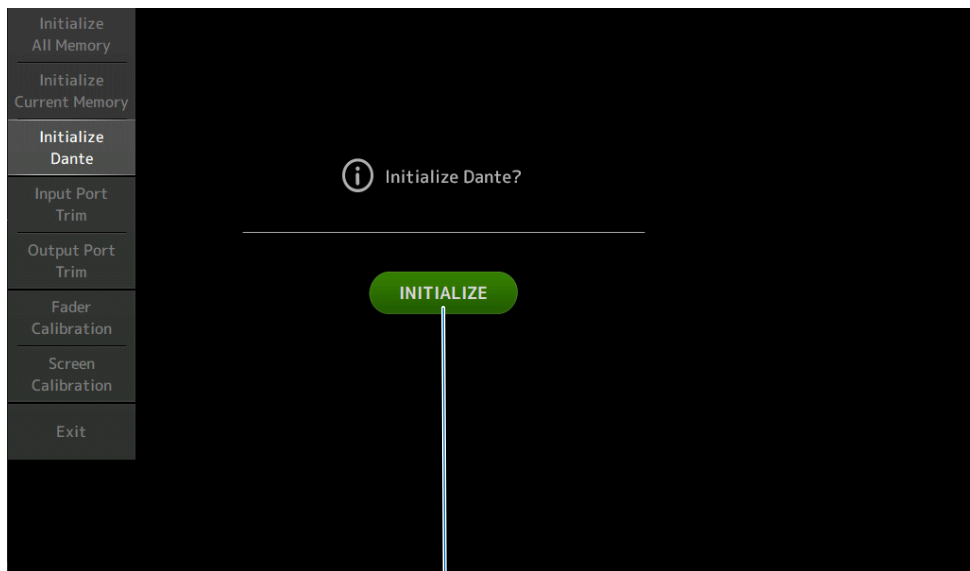 Initialize
All Memory
Initialize
Current Memory
Initialize
Dante
Input Port
Trim
Output Port
Trim
Fader
Calibration
Screen
Calibration
Exit
Initialize Dante?
INITIALIZE